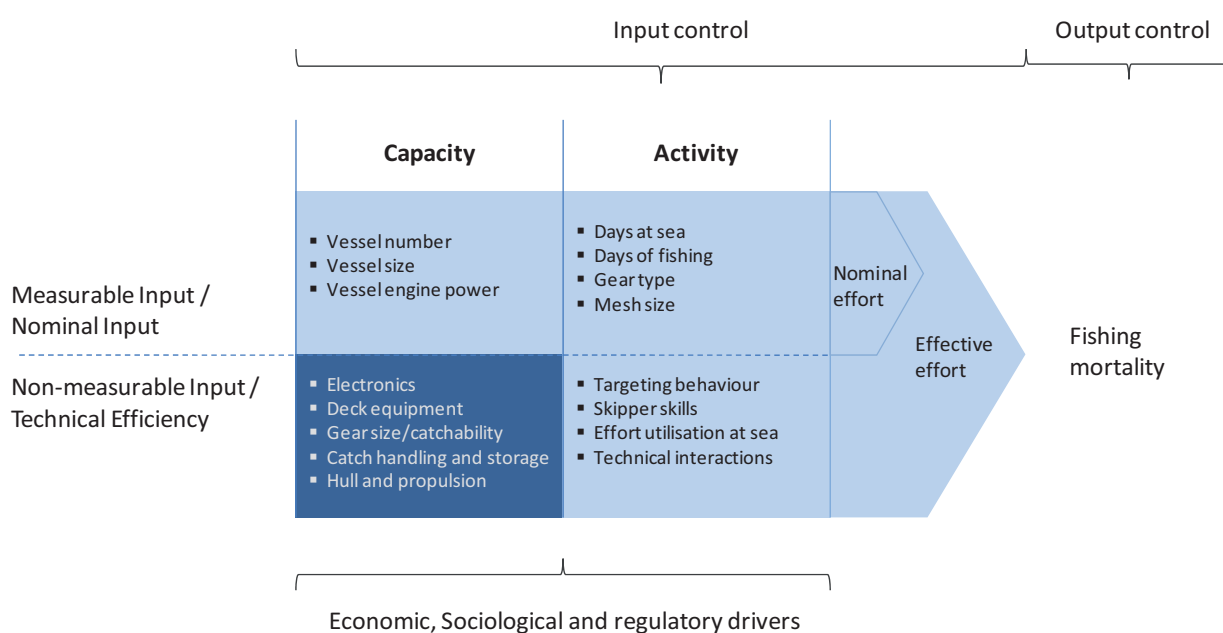 Input control
Output control
Capacity
Activity
▪ Vessel number
▪ Vessel size
▪ Vessel engine power
▪ Days at sea
▪ Days of fishing
▪ Gear type
▪ Mesh size
Nominal
effort
Measurable Input /
Nominal Input
Effective
effort
Fishing
mortality
Non-measurable Input /
Technical Efficiency
▪ Electronics
▪ Deck equipment
▪ Gear size/catchability
▪ Catch handling and storage
▪ Hull and propulsion
▪ Targeting behaviour
▪ Skipper skills
▪ Effort utilisation at sea
▪ Technical interactions
Economic, Sociological and regulatory drivers